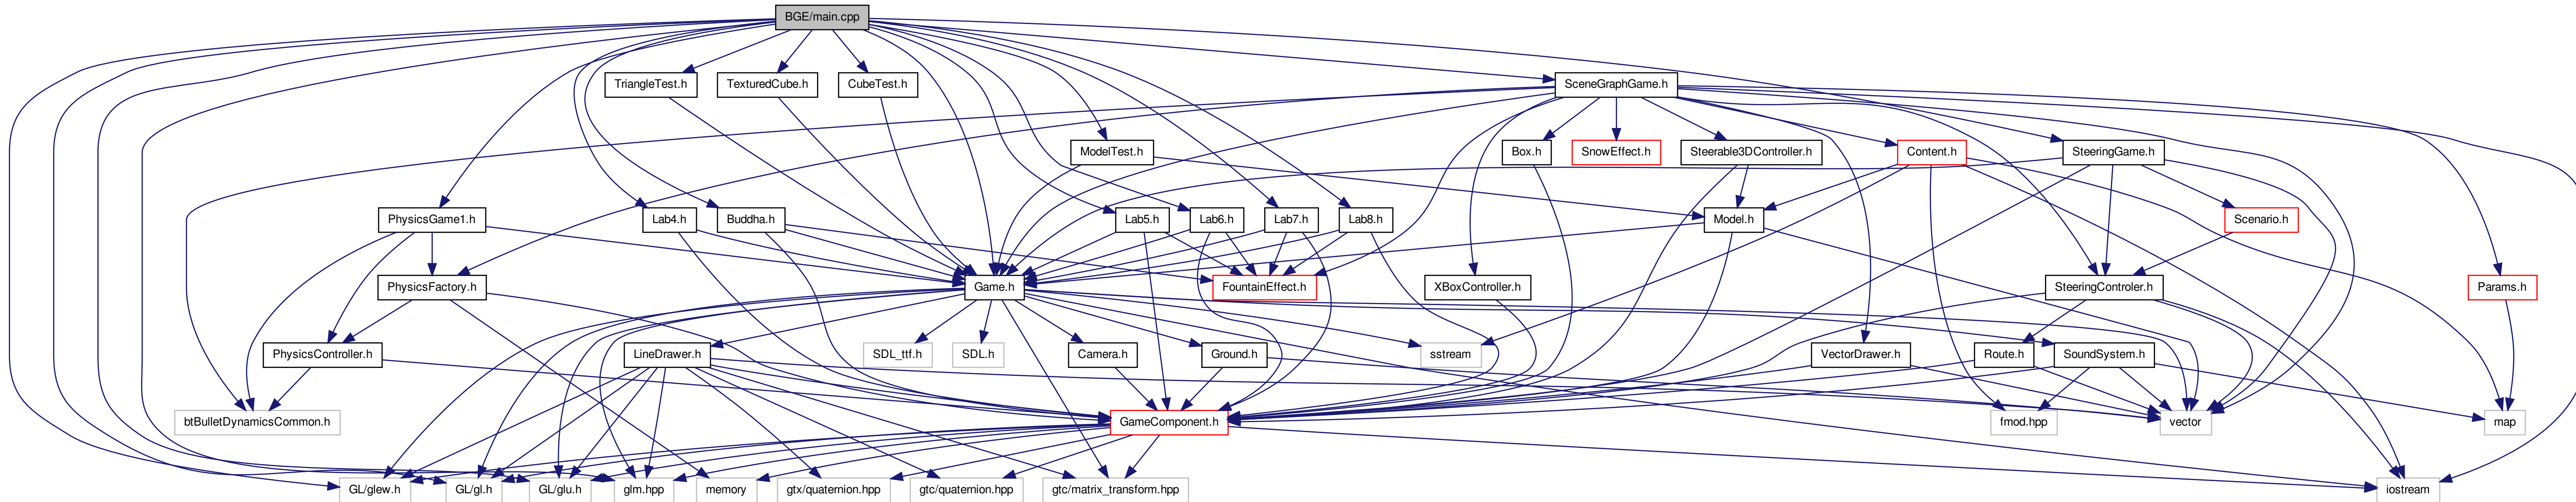 BGE/main.cpp
TriangleTest.h
TexturedCube.h
CubeTest.h
SceneGraphGame.h
ModelTest.h
Box.h
SnowEffect.h
Steerable3DController.h
Content.h
SteeringGame.h
PhysicsGame1.h
Lab4.h
Buddha.h
Lab5.h
Lab6.h
Lab7.h
Lab8.h
Model.h
Scenario.h
PhysicsFactory.h
Game.h
FountainEffect.h
XBoxController.h
SteeringControler.h
Params.h
PhysicsController.h
LineDrawer.h
SDL_ttf.h
SDL.h
Camera.h
Ground.h
sstream
VectorDrawer.h
Route.h
SoundSystem.h
btBulletDynamicsCommon.h
GameComponent.h
fmod.hpp
vector
map
GL/glew.h
GL/gl.h
GL/glu.h
glm.hpp
memory
gtx/quaternion.hpp
gtc/quaternion.hpp
gtc/matrix_transform.hpp
iostream